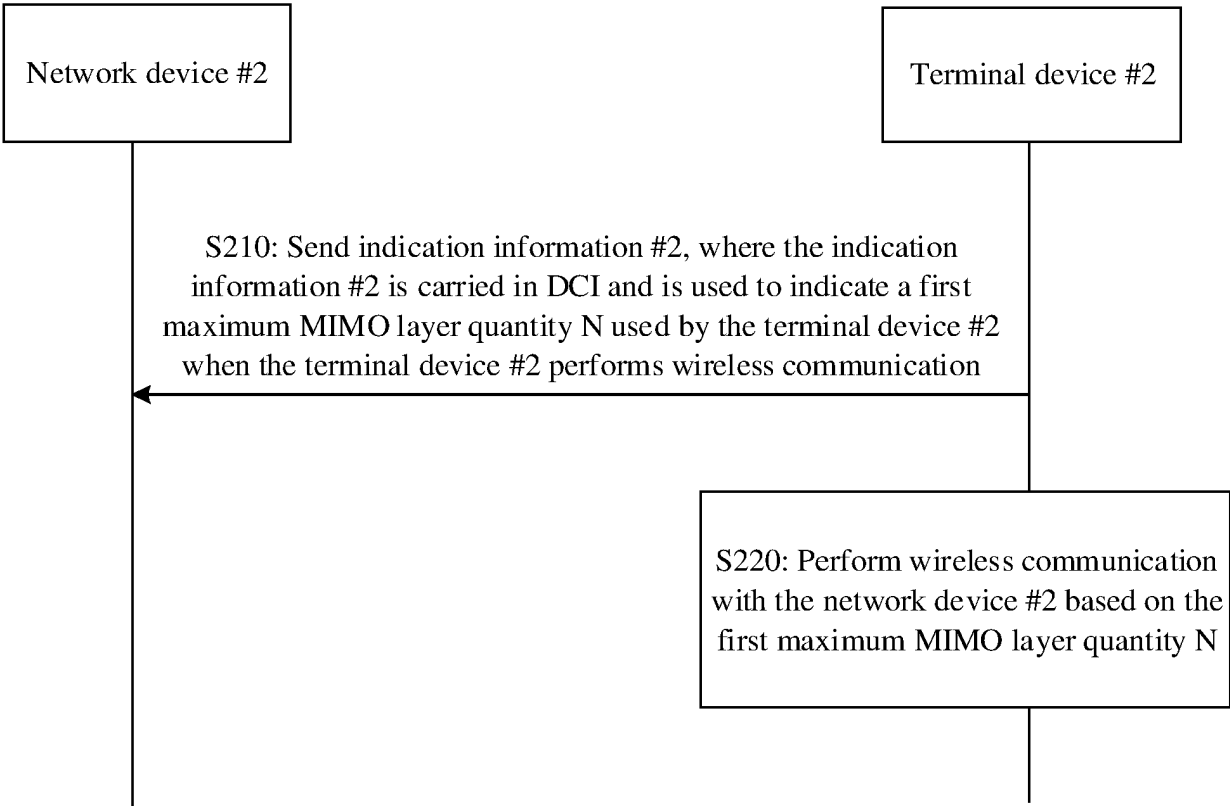 Network device #2
Terminal device #2
S210: Send indication information #2, where the indication
information #2 is carried in DCI and is used to indicate a first
maximum MIMO layer quantity N used by the terminal device #2
when the terminal device #2 performs wireless communication
S220: Perform wireless communication
with the network device #2 based on the
first maximum MIMO layer quantity N